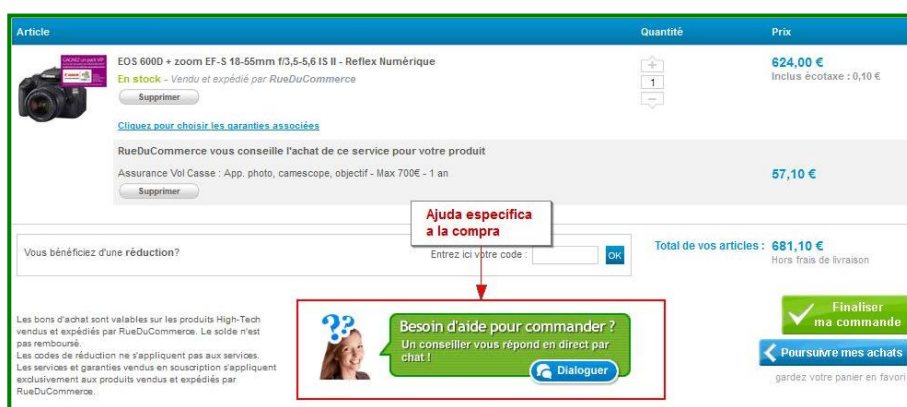 Article Quantité Prix
EOS 600D + zoom EF-S 18-55mm f/3,5-5,6 IS II - Reflex Numérique
624,00 €
En stock - Vendu et expédié par RueDuCommerce
1
Inclus écotaxe : 0,10 €
Supprimer
Cliquez pour choisir les garanties associées
RueDuCommerce vous conseille l'achat de ce service pour votre produit
Assurance Vol Casse : App. photo, camescope, objectif - Max 700€ - 1 an
57,10 €
Supprimer
Ajuda específica
a la compra
Vous bénéficiez d'une réduction?
Entrez ici votre code :
OK
Total de vos articles : 681,10 €
Hors frais de livraison
Les bons d'achat sont valables sur les produits High-Tech
vendus et expédiés par RueDuCommerce. Le solde n'est
pas remboursé.
Les codes de réduction ne s'appliquent pas aux services.
Les services et garanties vendus en souscription s'appliquent
exclusivement aux produits vendus et expédiés par
RueDuCommerce.
??
Besoin d'aide pour commander ?
Un conseiller vous répond en direct par
chat !
Dialoguer
Finaliser
ma commande
Poursuivre mes achats
gardez votre panier en favori